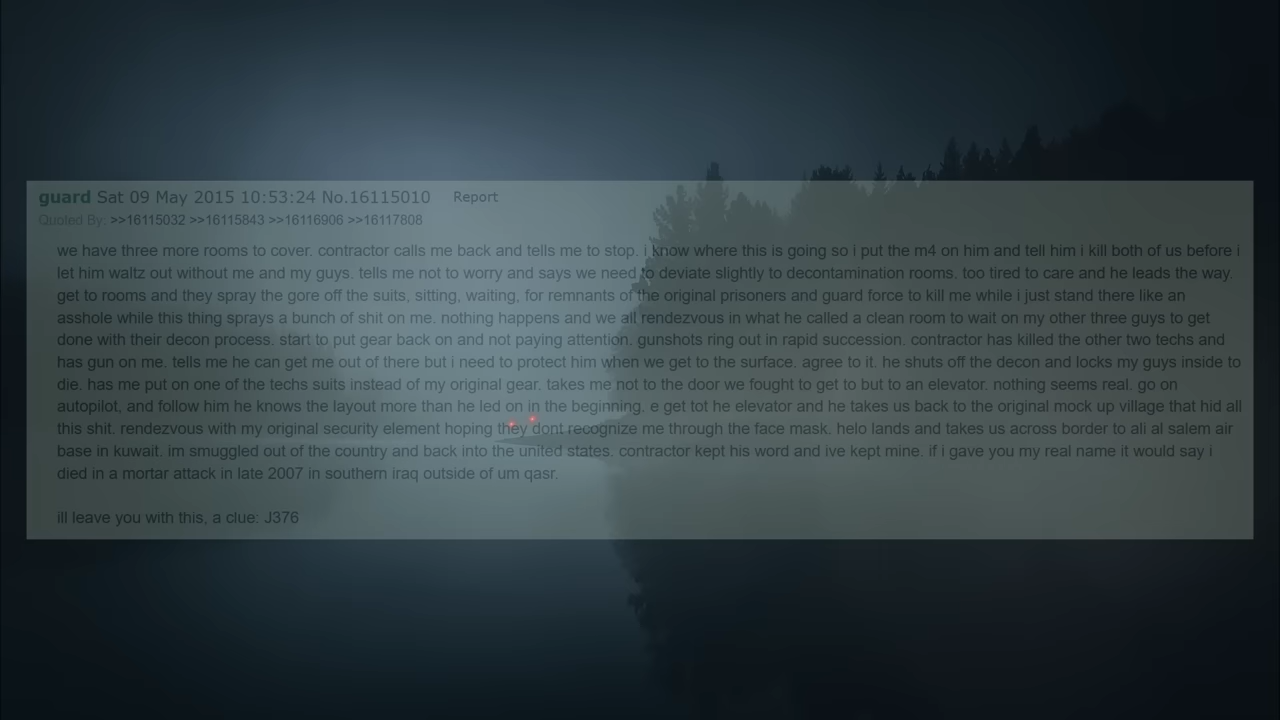 guard Sat 09 May 2015 10:53:24 No.16115010 Report
Quoted By: >>16115032 >>16115843 >>16116906 >>16117808
we have three more rooms to cover. contractor calls me back and tells me to stop. i know where this is going so i put the m4 on him and tell him i kill both of us before i
let him waltz out without me and my guys. tells me not to worry and says we need to deviate slightly to decontamination rooms. too tired to care and he leads the way.
get to rooms and they spray the gore off the suits, sitting, waiting, for remnants of the original prisoners and guard force to kill me while i just stand there like an
asshole while this thing sprays a bunch of shit on me. nothing happens and we all rendezvous in what he called a clean room to wait on my other three guys to get
done with their decon process. start to put gear back on and not paying attention. gunshots ring out in rapid succession. contractor has killed the other two techs and
has gun on me. tells me he can get me out of there but i need to protect him when we get to the surface. agree to it. he shuts off the decon and locks my guys inside to
die. has me put on one of the techs suits instead of my original gear. takes me not to the door we fought to get to but to an elevator. nothing seems real. go on
autopilot, and follow him he knows the layout more than he led on in the beginning. e get tot he elevator and he takes us back to the original mock up village that hid all
this shit. rendezvous with my original security element hoping they dont recognize me through the face mask. helo lands and takes us across border to ali al salem air
base in kuwait. im smuggled out of the country and back into the united states. contractor kept his word and ive kept mine. if i gave you my real name it would say i
died in a mortar attack in late 2007 in southern iraq outside of um qasr.
ill leave you with this, a clue: J376